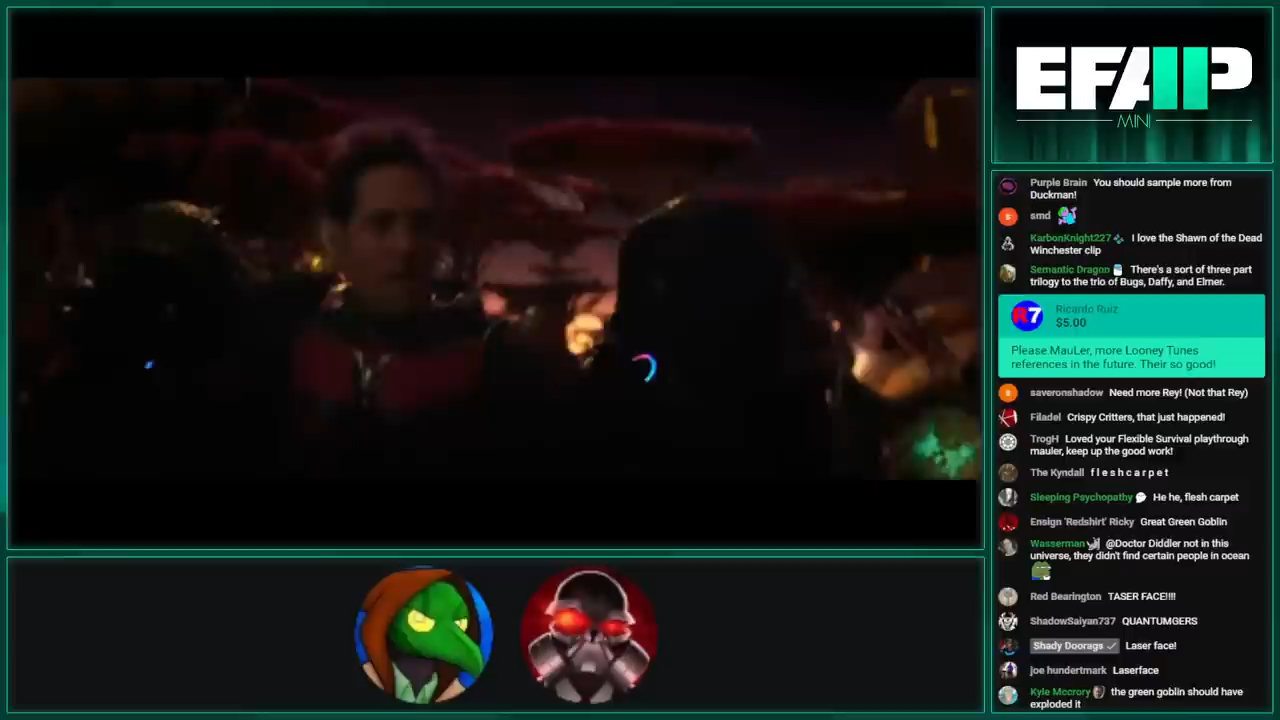 EFAP
MINI
Purple Brain You should sample more from
Duckman!
smd
KarbonKnight227 I love the Shawn of the Dead
Winchester clip
Semantic Dragon There's a sort of three part
trilogy to the trio of Bugs, Daffy, and Elmer.
R7
Ricardo Ruiz
$5.00
Please MauLer, more Looney Tunes
references in the future. Their so good!
S saveronshadow Need more Rey! (Not that Rey)
Filadel Crispy Critters, that just happened!
TrogH Loved your Flexible Survival playthrough
mauler, keep up the good work!
The Kyndall f l e s h c a r p e t
Sleeping Psychopathy He he, flesh carpet
Ensign 'Redshirt' Ricky Great Green Goblin
Wasserman @Doctor Diddler not in this
universe, they didn't find certain people in ocean
Red Bearington TASER FACE!!!!
ShadowSaiyan737 QUANTUMGERS
Shady Doorags ✓ Laser face!
joe hundertmark Laserface
Kyle Mccrory the green goblin should have
exploded it